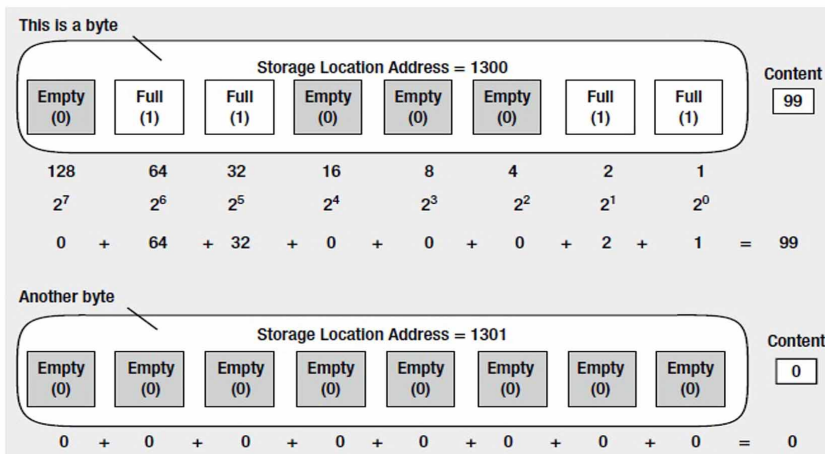 This is a byte
Storage Location Address = 1300
Content
Empty Full Full Empty Empty Empty Full Full
99
(0) (1) (1) (0) (0) (0) (1) (1)
128 64 32 16 8 4 2 1
2⁷ 2⁶ 2⁵ 2⁴ 2³ 2² 2¹ 2⁰
0 + 64 + 32 + 0 + 0 + 0 + 2 + 1 = 99
Another byte
Storage Location Address = 1301
Content
Empty Empty Empty Empty Empty Empty Empty Empty
0
(0) (0) (0) (0) (0) (0) (0) (0)
0 + 0 + 0 + 0 + 0 + 0 + 0 + 0 = 0